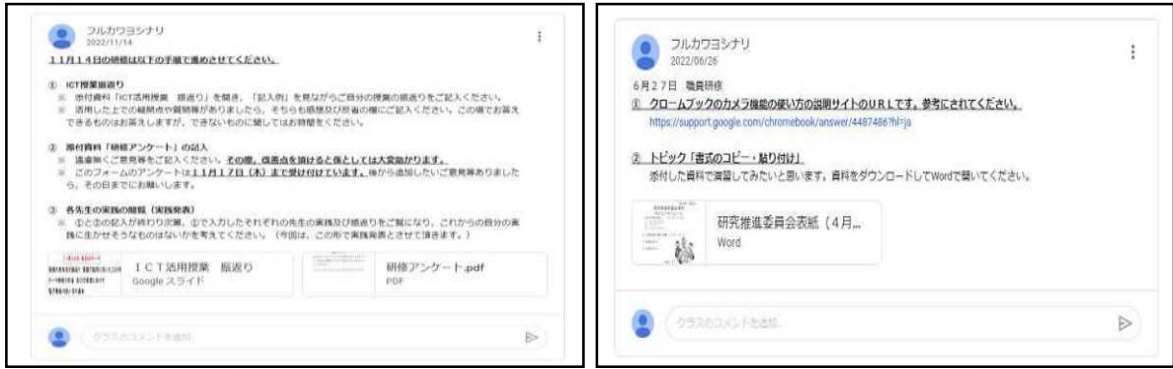 フルカワヨシナリ
2022/11/14
11月14日の研修は以下の手順で進めさせてください。
① ICT授業振返り
※ 添付資料「ICT活用授業 振返り」を開き、「記入例」を見ながらご自分の授業の振返りをご記入ください。
※ 活用した上での疑問点や質問等がありましたら、そちらも感想及び反省の欄にご記入ください。この場でお答え
できるものはお答えしますが、できないものに関してはお時間をください。
② 添付資料「研修アンケート」の記入
※ 遠慮無くご意見等をご記入ください。その際、改善点を頂けると係としては大変助かります。
※ このフォームのアンケートは11月17日（木）まで受け付けています。後から追加したいご意見等ありました
ら、その日までにお願いします。
③ 各先生の実践の閲覧（実践発表）
※ ①と②の記入が終わり次第、①で入力したそれぞれの先生の実践及び振返りをご覧になり、これからの自分の実
践に生かせそうなものはないかを考えてください。（今回は、この形で実践発表とさせて頂きます。）
ＩＣＴ活用授業 振返り
Google スライド
研修アンケート.pdf
PDF
クラスのコメントを追加...
フルカワヨシナリ
2022/06/26
6月27日 職員研修
① クロームブックのカメラ機能の使い方の説明サイトのURLです。参考にされてください。
https://support.google.com/chromebook/answer/4487486?hl=ja
② トピック「書式のコピー・貼り付け」
添付した資料で演習してみたいと思います。資料をダウンロードしてWordで開いてください。
研究推進委員会表紙（４月...
Word
クラスのコメントを追加...